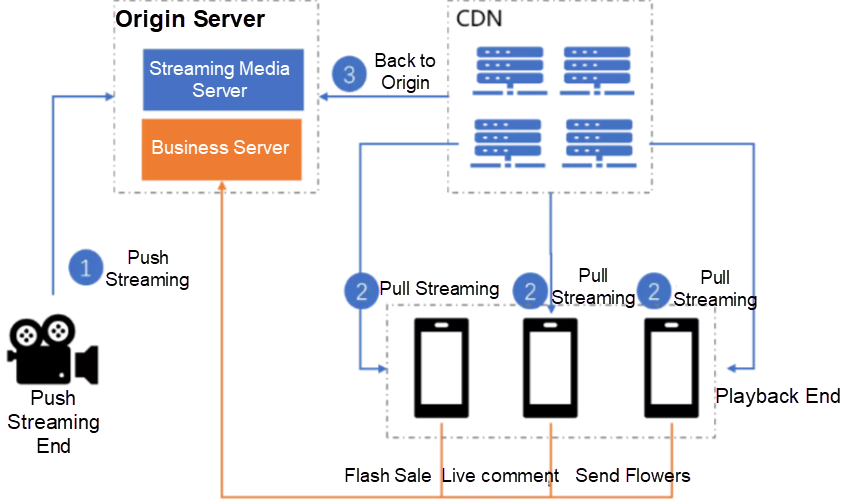 Origin Server
CDN
Streaming Media
Server
3
Back to
Origin
Business Server
1
Push
Streaming
2
Pull Streaming
2
Pull
Streaming
2
Pull
Streaming
Push
Streaming
End
Playback End
Flash Sale
Live comment
Send Flowers